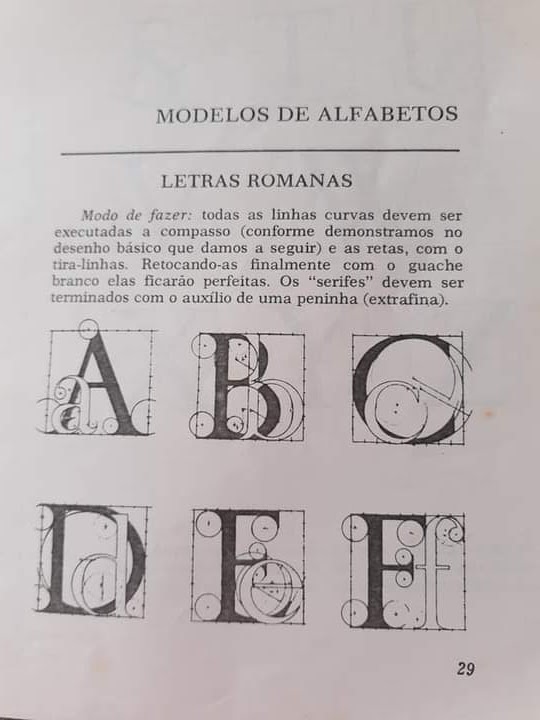 MODELOS DE ALFABETOS
LETRAS ROMANAS
Modo de fazer: todas as linhas curvas devem ser
executadas a compasso (conforme demonstramos no
desenho básico que damos a seguir) e as retas, com o
tira-linhas. Retocando-as finalmente com o guache
branco elas ficarão perfeitas. Os “serifes” devem ser
terminados com o auxílio de uma peninha (extrafina).
A a B b C c
D d E e F f
29